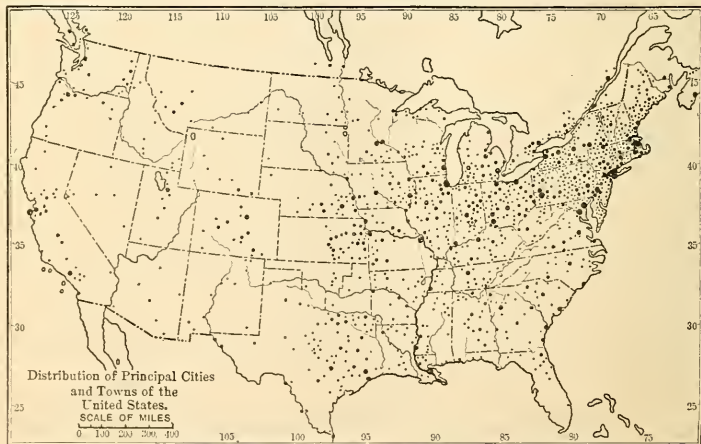 125 120 115 110 105 100 95 90 85 80 75 70 65
45 45
40 40
35 35
30 30
25 25
Distribution of Principal Cities
and Towns of the
United States.
SCALE OF MILES
0 100 200 300 400
105 100 95 90 85 80 75